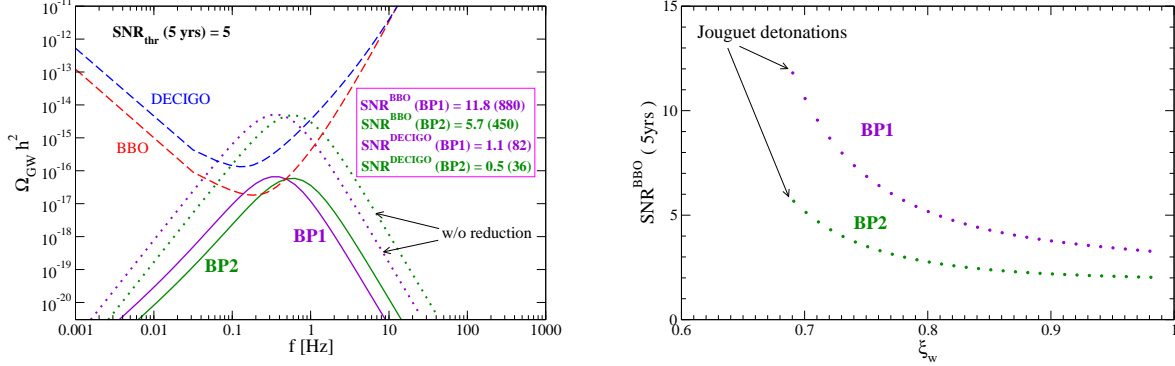 10^-11
10^-12
10^-13
10^-14
10^-15
10^-16
10^-17
10^-18
10^-19
10^-20
Ω_GW h^2
SNR_thr (5 yrs) = 5
DECIGO
BBO
SNR^BBO (BP1) = 11.8 (880)
SNR^BBO (BP2) = 5.7 (450)
SNR^DECIGO (BP1) = 1.1 (82)
SNR^DECIGO (BP2) = 0.5 (36)
BP1
BP2
w/o reduction
0.001 0.01 0.1 1 10 100 1000
f [Hz]
15
10
5
0
SNR^BBO ( 5yrs)
Jouguet detonations
BP1
BP2
0.6 0.7 0.8 0.9 1
ξ_w